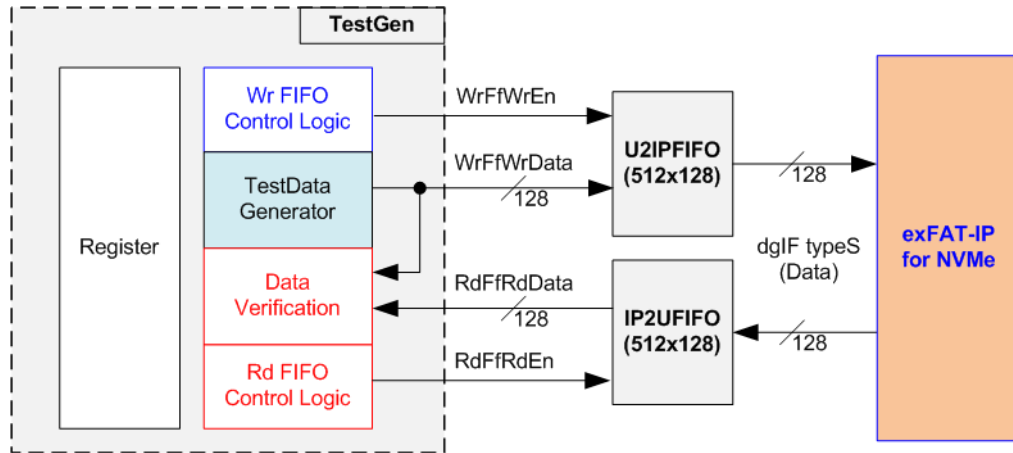 TestGen
Register
Wr FIFO
Control Logic
TestData
Generator
Data
Verification
Rd FIFO
Control Logic
WrFfWrEn
WrFfWrData
128
RdFfRdData
128
RdFfRdEn
U2IPFIFO
(512x128)
128
dgIF typeS
(Data)
IP2UFIFO
(512x128)
128
exFAT-IP
for NVMe